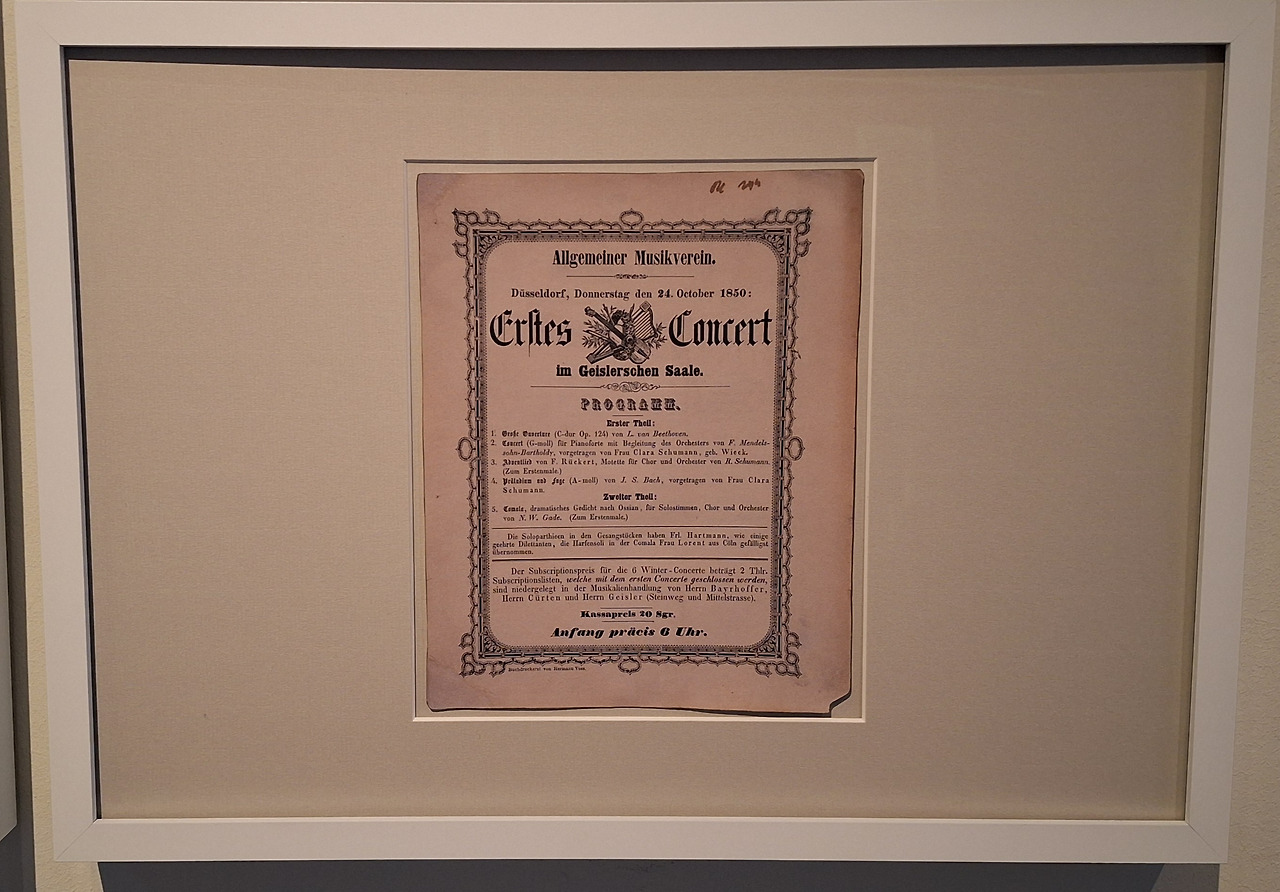 Allgemeiner Musikverein.
Düsseldorf, Donnerstag den 24. October 1850:
Erstes Concert
im Geislerschen Saale.
PROGRAMM.
Erster Theil:
1. Große Ouverture (C-dur Op. 124) von L. van Beethoven.
2. Concert (G-moll) für Pianoforte mit Begleitung des Orchesters von F. Mendels-
sohn-Bartholdy, vorgetragen von Frau Clara Schumann, geb. Wieck.
3. Adventlied von F. Rückert, Motette für Chor und Orchester von R. Schumann.
(Zum Erstenmale.)
4. Präludium und Fuge (A-moll) von J. S. Bach, vorgetragen von Frau Clara
Schumann.
Zweiter Theil:
5. Comala, dramatisches Gedicht nach Ossian, für Solostimmen, Chor und Orchester
von N. W. Gade. (Zum Erstenmale.)
Die Soloparthieen in den Gesangstücken haben Frl. Hartmann, wie einige
geehrte Dilettanten, die Harfensoli in der Comala Frau Lorent aus Cöln gefälligst
übernommen.
Der Subscriptionspreis für die 6 Winter-Concerte beträgt 2 Thlr.
Subscriptionslisten, welche mit dem ersten Concerte geschlossen werden,
sind niedergelegt in der Musikalienhandlung von Herrn Bayrhoffer,
Herrn Cürten und Herrn Geisler (Steinweg und Mittelstrasse).
Kassapreis 20 Sgr.
Anfang präcis 6 Uhr.
Buchdruckerei von Hermann Voss.